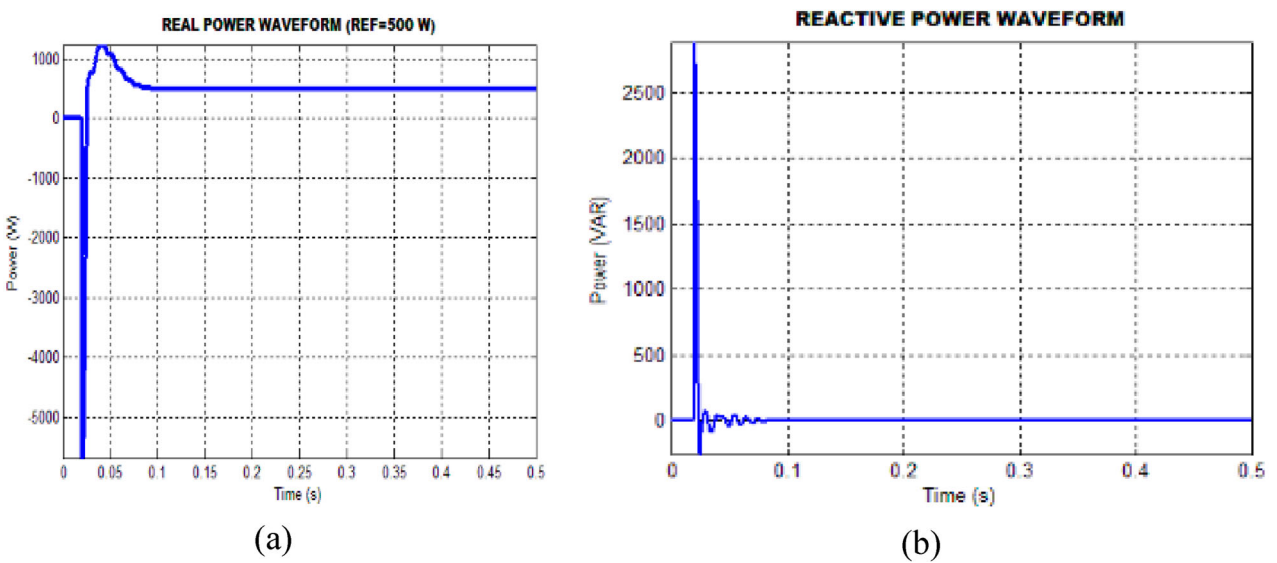 REAL POWER WAVEFORM (REF=500 W)
1000
0
-1000
-2000
-3000
-4000
-5000
Power (W)
0 0.05 0.1 0.15 0.2 0.25 0.3 0.35 0.4 0.45 0.5
Time (s)
(a)
REACTIVE POWER WAVEFORM
2500
2000
1500
1000
500
0
Power (VAR)
0 0.1 0.2 0.3 0.4 0.5
Time (s)
(b)